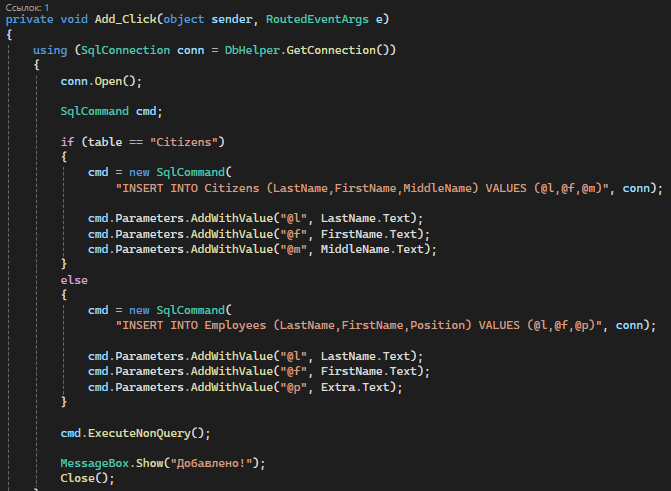 Ссылок: 1
private void Add_Click(object sender, RoutedEventArgs e)
{
    using (SqlConnection conn = DbHelper.GetConnection())
    {
        conn.Open();

        SqlCommand cmd;

        if (table == "Citizens")
        {
            cmd = new SqlCommand(
                "INSERT INTO Citizens (LastName,FirstName,MiddleName) VALUES (@l,@f,@m)", conn);

            cmd.Parameters.AddWithValue("@l", LastName.Text);
            cmd.Parameters.AddWithValue("@f", FirstName.Text);
            cmd.Parameters.AddWithValue("@m", MiddleName.Text);
        }
        else
        {
            cmd = new SqlCommand(
                "INSERT INTO Employees (LastName,FirstName,Position) VALUES (@l,@f,@p)", conn);

            cmd.Parameters.AddWithValue("@l", LastName.Text);
            cmd.Parameters.AddWithValue("@f", FirstName.Text);
            cmd.Parameters.AddWithValue("@p", Extra.Text);
        }

        cmd.ExecuteNonQuery();

        MessageBox.Show("Добавлено!");
        Close();